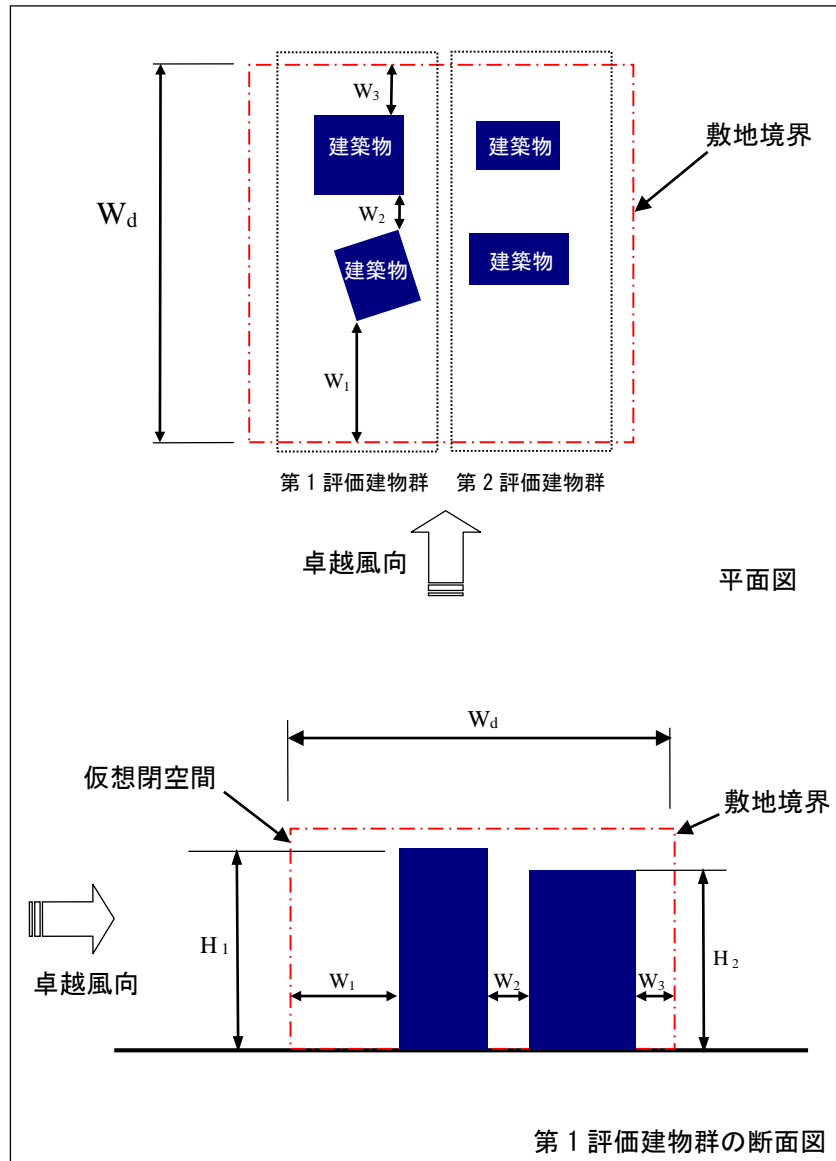 W3
建築物
建築物
敷地境界
Wd
W2
建築物
建築物
W1
第1評価建物群
第2評価建物群
卓越風向
平面図
Wd
仮想閉空間
敷地境界
H1
W1
W2
W3
H2
卓越風向
第1評価建物群の断面図